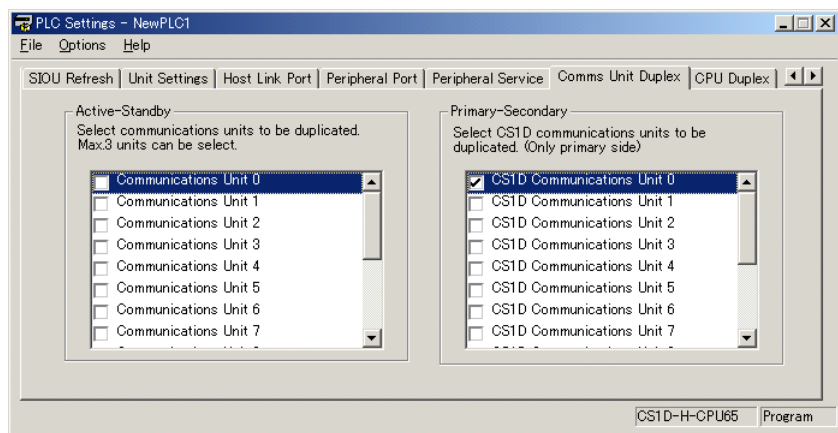 PLC Settings - NewPLC1
File Options Help
SIOU Refresh Unit Settings Host Link Port Peripheral Port Peripheral Service Comms Unit Duplex CPU Duplex
Active-Standby
Select communications units to be duplicated.
Max.3 units can be select.
Communications Unit 0
Communications Unit 1
Communications Unit 2
Communications Unit 3
Communications Unit 4
Communications Unit 5
Communications Unit 6
Communications Unit 7
Primary-Secondary
Select CS1D communications units to be
duplicated. (Only primary side)
CS1D Communications Unit 0
CS1D Communications Unit 1
CS1D Communications Unit 2
CS1D Communications Unit 3
CS1D Communications Unit 4
CS1D Communications Unit 5
CS1D Communications Unit 6
CS1D Communications Unit 7
CS1D-H-CPU65 Program